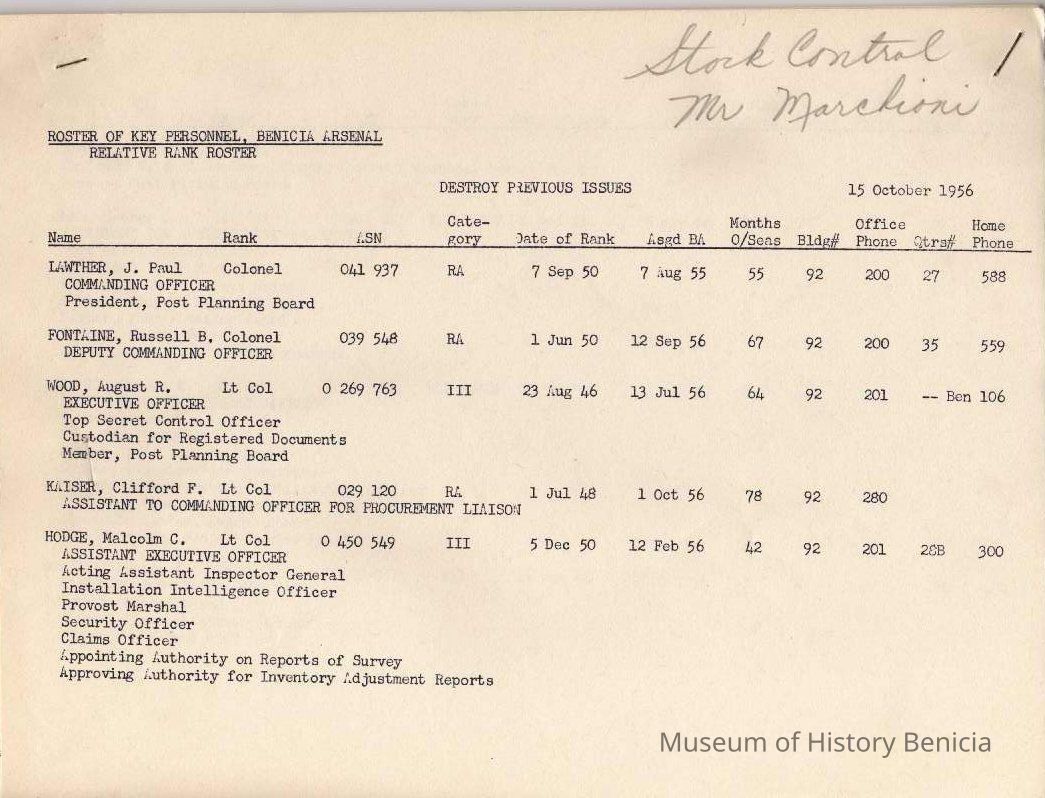 Stock Control
Mr Marchioni
ROSTER OF KEY PERSONNEL, BENICIA ARSENAL
RELATIVE RANK ROSTER
DESTROY PREVIOUS ISSUES 15 October 1956
Name Rank ASN Cate-gory Date of Rank Asgd BA Months O/Seas Bldg# Office Phone Qtrs# Home Phone
LAWTHER, J. Paul Colonel 041 937 RA 7 Sep 50 7 Aug 55 55 92 200 27 588
COMMANDING OFFICER
President, Post Planning Board
FONTAINE, Russell B. Colonel 039 548 RA 1 Jun 50 12 Sep 56 67 92 200 35 559
DEPUTY COMMANDING OFFICER
WOOD, August R. Lt Col O 269 763 III 23 Aug 46 13 Jul 56 64 92 201 -- Ben 106
EXECUTIVE OFFICER
Top Secret Control Officer
Custodian for Registered Documents
Member, Post Planning Board
KAISER, Clifford F. Lt Col 029 120 RA 1 Jul 48 1 Oct 56 78 92 280
ASSISTANT TO COMMANDING OFFICER FOR PROCUREMENT LIAISON
HODGE, Malcolm C. Lt Col O 450 549 III 5 Dec 50 12 Feb 56 42 92 201 28B 300
ASSISTANT EXECUTIVE OFFICER
Acting Assistant Inspector General
Installation Intelligence Officer
Provost Marshal
Security Officer
Claims Officer
Appointing Authority on Reports of Survey
Approving Authority for Inventory Adjustment Reports
Museum of History Benicia